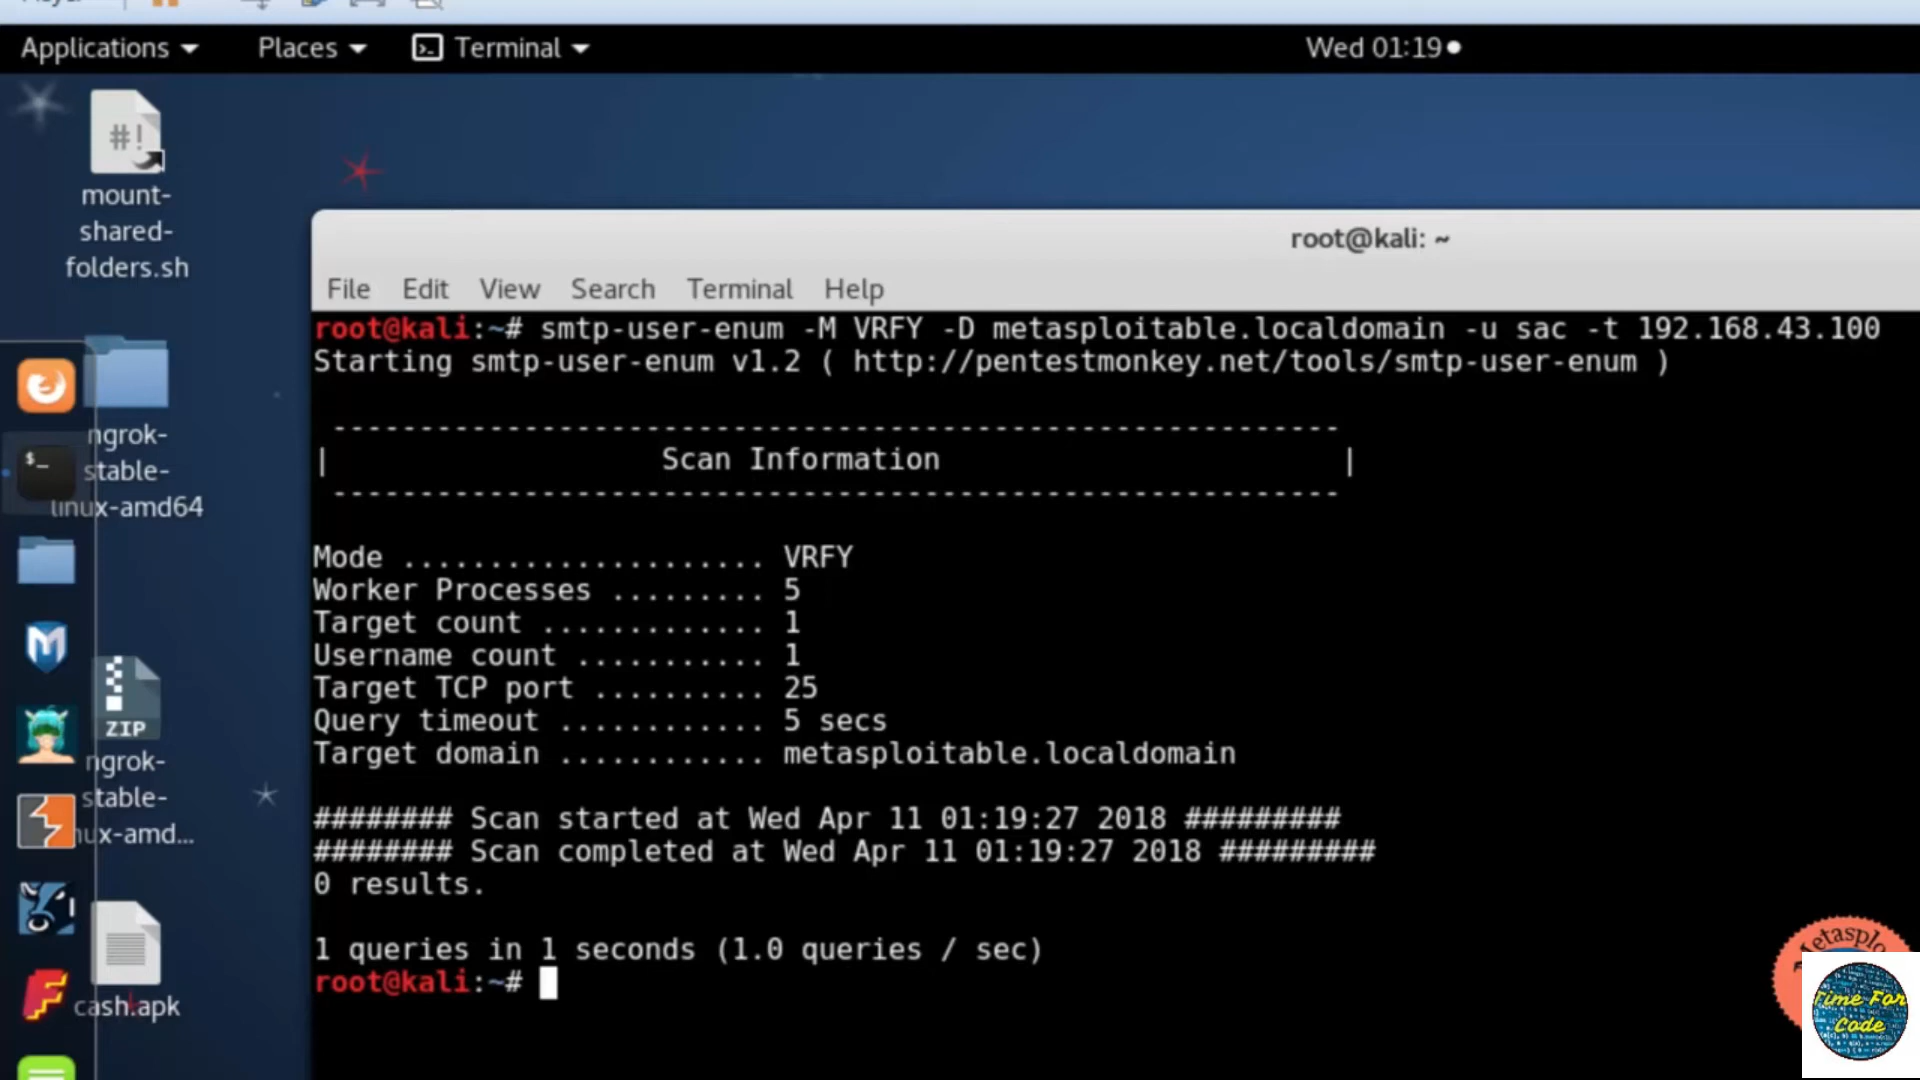 Applications
Places
Terminal
Wed 01:19
#!
mount-
shared-
folders.sh
root@kali: ~
File Edit View Search Terminal Help
root@kali:~# smtp-user-enum -M VRFY -D metasploitable.localdomain -u sac -t 192.168.43.100
Starting smtp-user-enum v1.2 ( http://pentestmonkey.net/tools/smtp-user-enum )
----------------------------------------------------------
| Scan Information |
----------------------------------------------------------
Mode ..................... VRFY
Worker Processes ......... 5
Target count ............. 1
Username count ........... 1
Target TCP port .......... 25
Query timeout ............ 5 secs
Target domain ............ metasploitable.localdomain
######## Scan started at Wed Apr 11 01:19:27 2018 #########
######## Scan completed at Wed Apr 11 01:19:27 2018 #########
0 results.
1 queries in 1 seconds (1.0 queries / sec)
root@kali:~#
ngrok-
stable-
linux-amd64
$_
ZIP
ngrok-
stable-
nux-amd...
cash.apk
Metasplo
Time For
Code